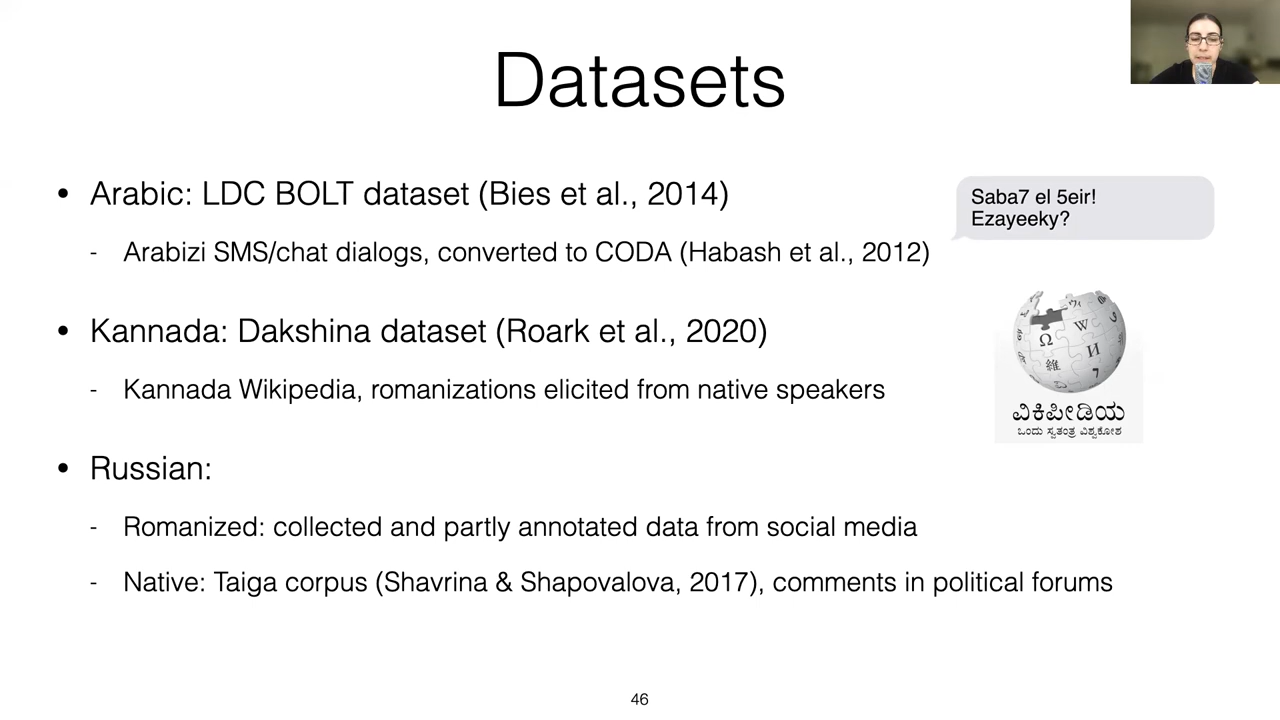 Datasets
• Arabic: LDC BOLT dataset (Bies et al., 2014)
- Arabizi SMS/chat dialogs, converted to CODA (Habash et al., 2012)
Saba7 el 5eir!
Ezayeeky?
• Kannada: Dakshina dataset (Roark et al., 2020)
- Kannada Wikipedia, romanizations elicited from native speakers
Ω W И
維
ವಿಕಿಪೀಡಿಯ
ಒಂದು ಸ್ವತಂತ್ರ ವಿಶ್ವಕೋಶ
• Russian:
- Romanized: collected and partly annotated data from social media
- Native: Taiga corpus (Shavrina & Shapovalova, 2017), comments in political forums
46